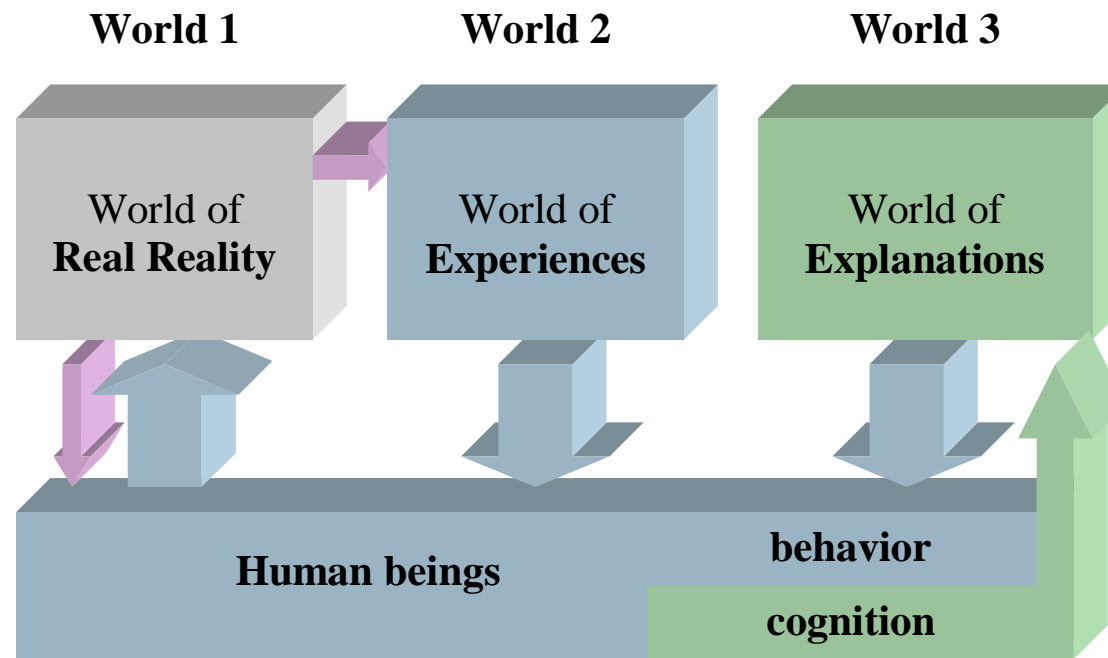 World 1
World 2
World 3
World of
Real Reality
World of
Experiences
World of
Explanations
Human beings
behavior
cognition